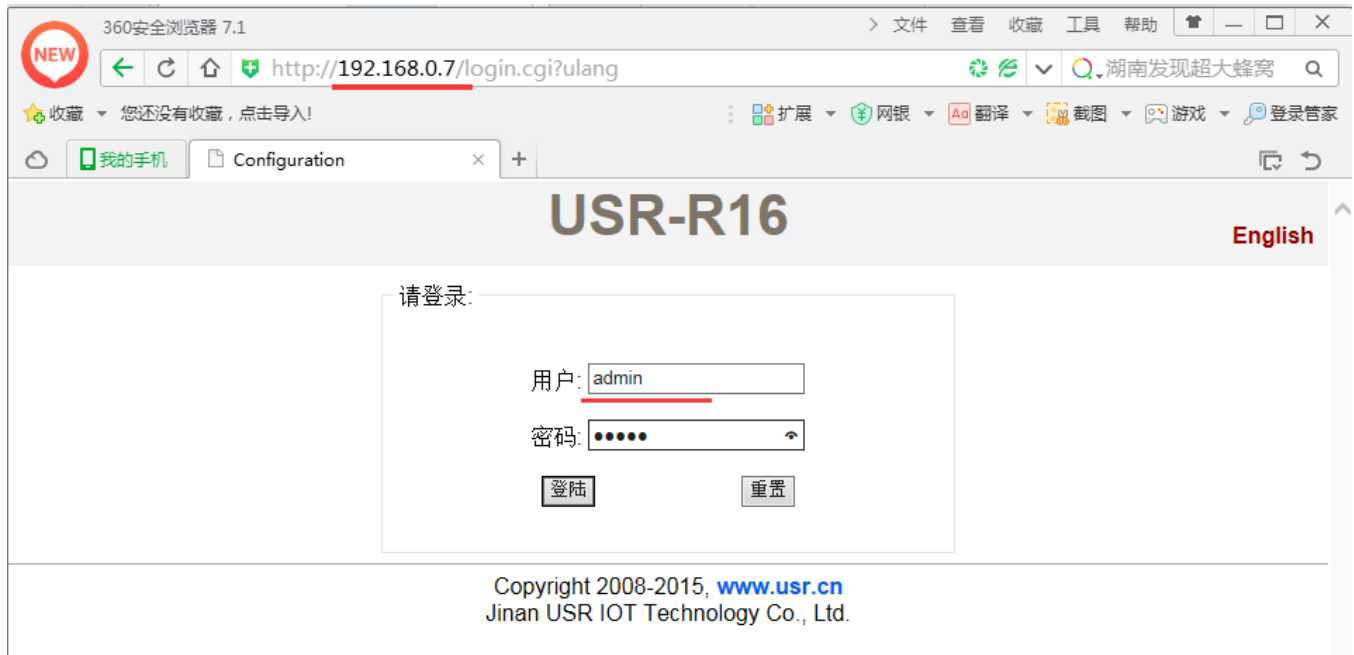 360安全浏览器 7.1 文件 查看 收藏 工具 帮助
NEW
http://192.168.0.7/login.cgi?ulang 湖南发现超大蜂窝
收藏 您还没有收藏，点击导入! 扩展 网银 翻译 截图 游戏 登录管家
我的手机 Configuration
USR-R16
English
请登录:
用户: admin
密码: •••••
登陆 重置
Copyright 2008-2015, www.usr.cn
Jinan USR IOT Technology Co., Ltd.